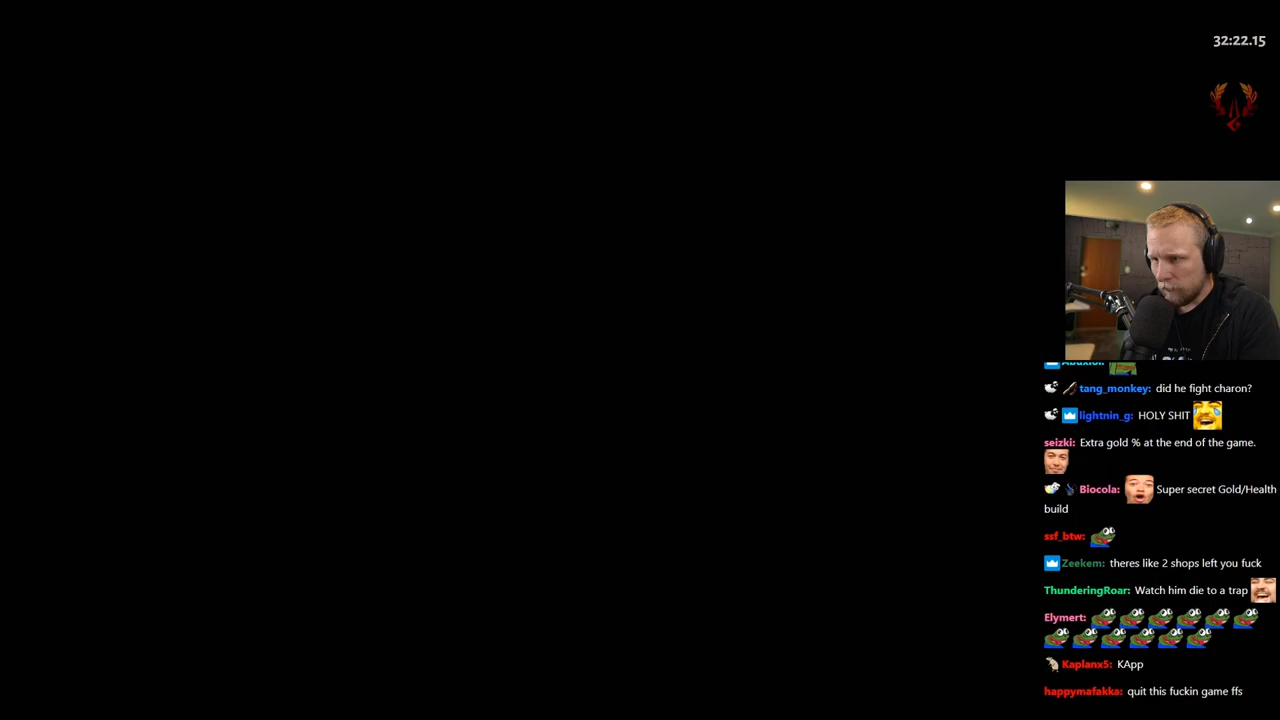 32:22.15
tang_monkey: did he fight charon?
lightnin_g: HOLY SHIT
seizki: Extra gold % at the end of the game.
Biocola: Super secret Gold/Health
build
ssf_btw:
Zeekem: theres like 2 shops left you fuck
ThunderingRoar: Watch him die to a trap
Elymert:
Kaplanx5: KApp
happymafakka: quit this fuckin game ffs